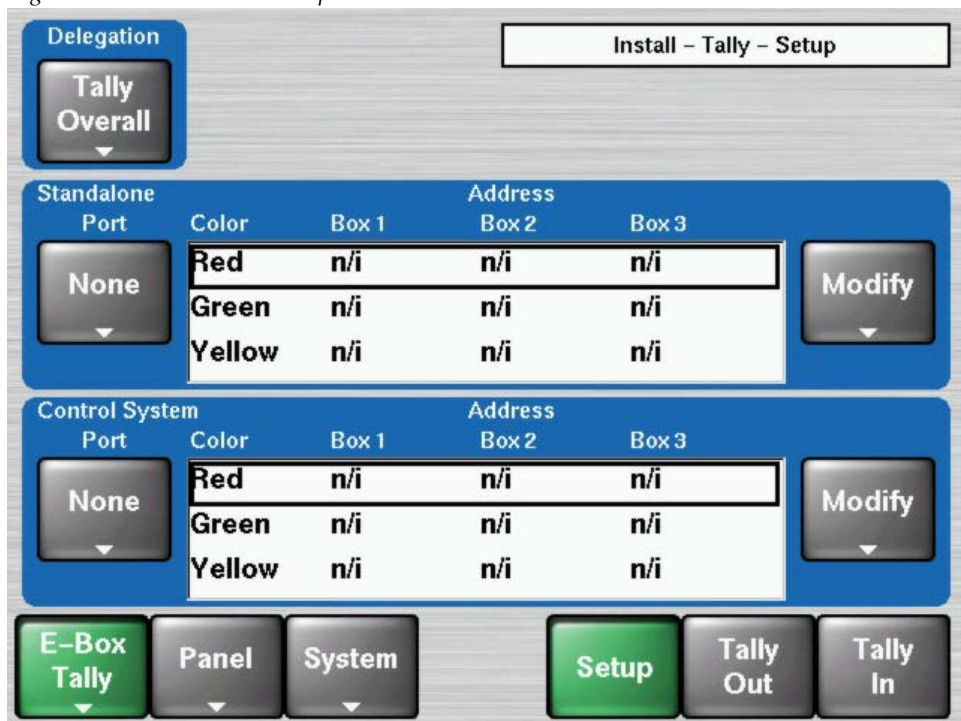 Delegation
Install – Tally – Setup
Tally
Overall
Standalone
Address
Port Color Box 1 Box 2 Box 3
None
Red n/i n/i n/i
Green n/i n/i n/i
Yellow n/i n/i n/i
Modify
Control System
Address
Port Color Box 1 Box 2 Box 3
None
Red n/i n/i n/i
Green n/i n/i n/i
Yellow n/i n/i n/i
Modify
E-Box
Tally
Panel
System
Setup
Tally
Out
Tally
In